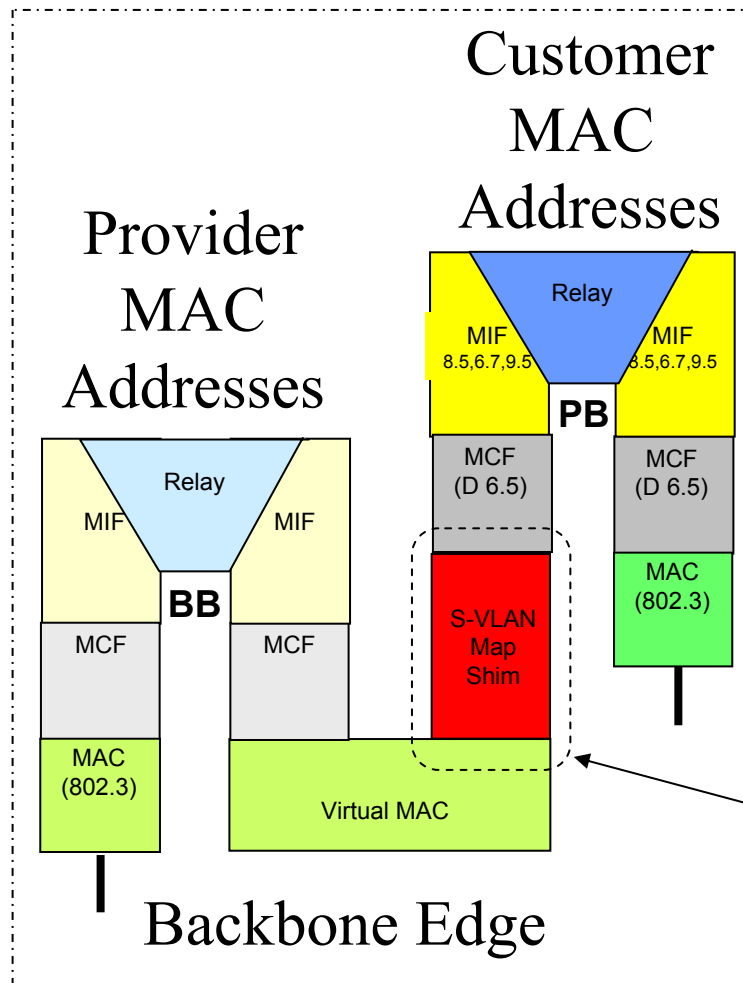 Customer
MAC
Addresses
Provider
MAC
Addresses
Relay
MIF
8.5,6.7,9.5
MIF
8.5,6.7,9.5
PB
MCF
(D 6.5)
MCF
(D 6.5)
Relay
MIF
MIF
BB
MAC
(802.3)
S-VLAN
Map
Shim
MCF
MCF
MAC
(802.3)
Virtual MAC
Backbone Edge